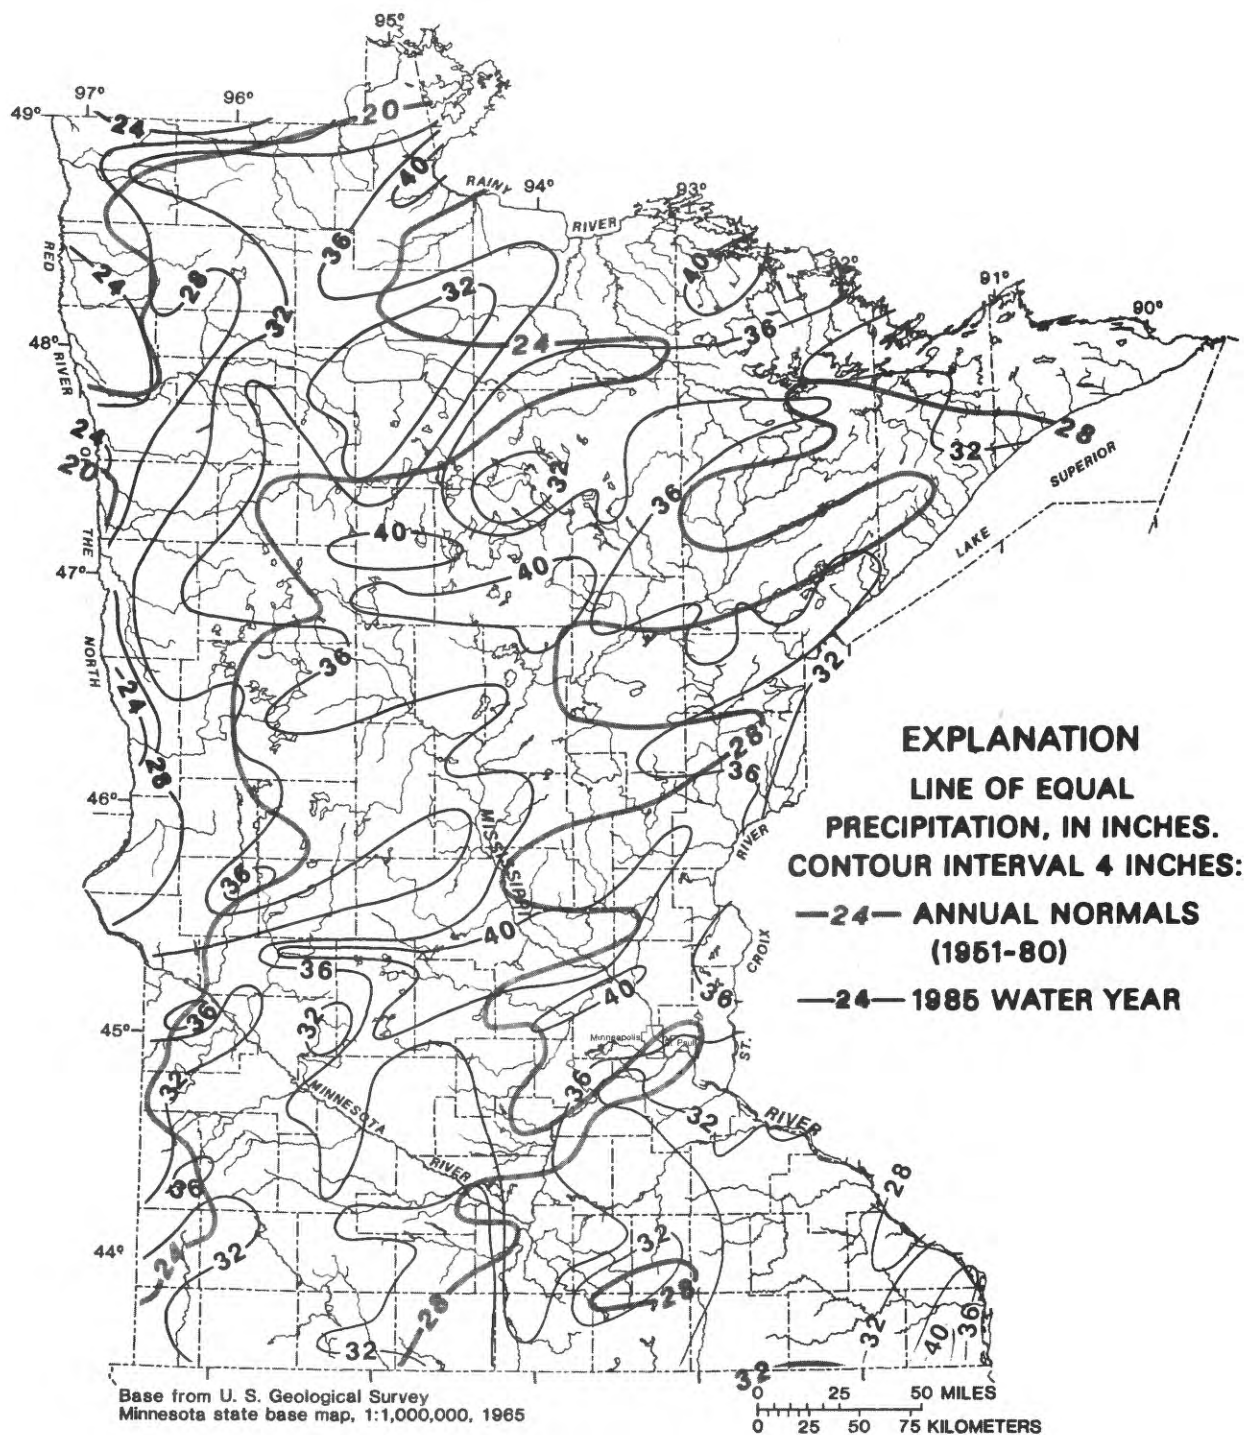 95°
97°
96°
49°
20
24
40
RAINY
94°
93°
RIVER
36
RED
24
28
32
32
40
92°
91°
90°
36
24
48°
RIVER
28
32
SUPERIOR
24
OF
20
32
36
LAKE
THE
40
40
47°
NORTH
36
32
24
28
36
28
46°
MISSISSIPPI
RIVER
36
40
ST.
CROIX
36
36
40
36
32
45°
Minneapolis
St Paul
36
32
MINNESOTA
RIVER
32
RIVER
36
28
44°
24
32
32
28
28
32
32
40
36
32
EXPLANATION
LINE OF EQUAL
PRECIPITATION, IN INCHES.
CONTOUR INTERVAL 4 INCHES:
—24— ANNUAL NORMALS
(1951-80)
—24— 1985 WATER YEAR
Base from U. S. Geological Survey
Minnesota state base map, 1:1,000,000, 1965
0 25 50 MILES
0 25 50 75 KILOMETERS